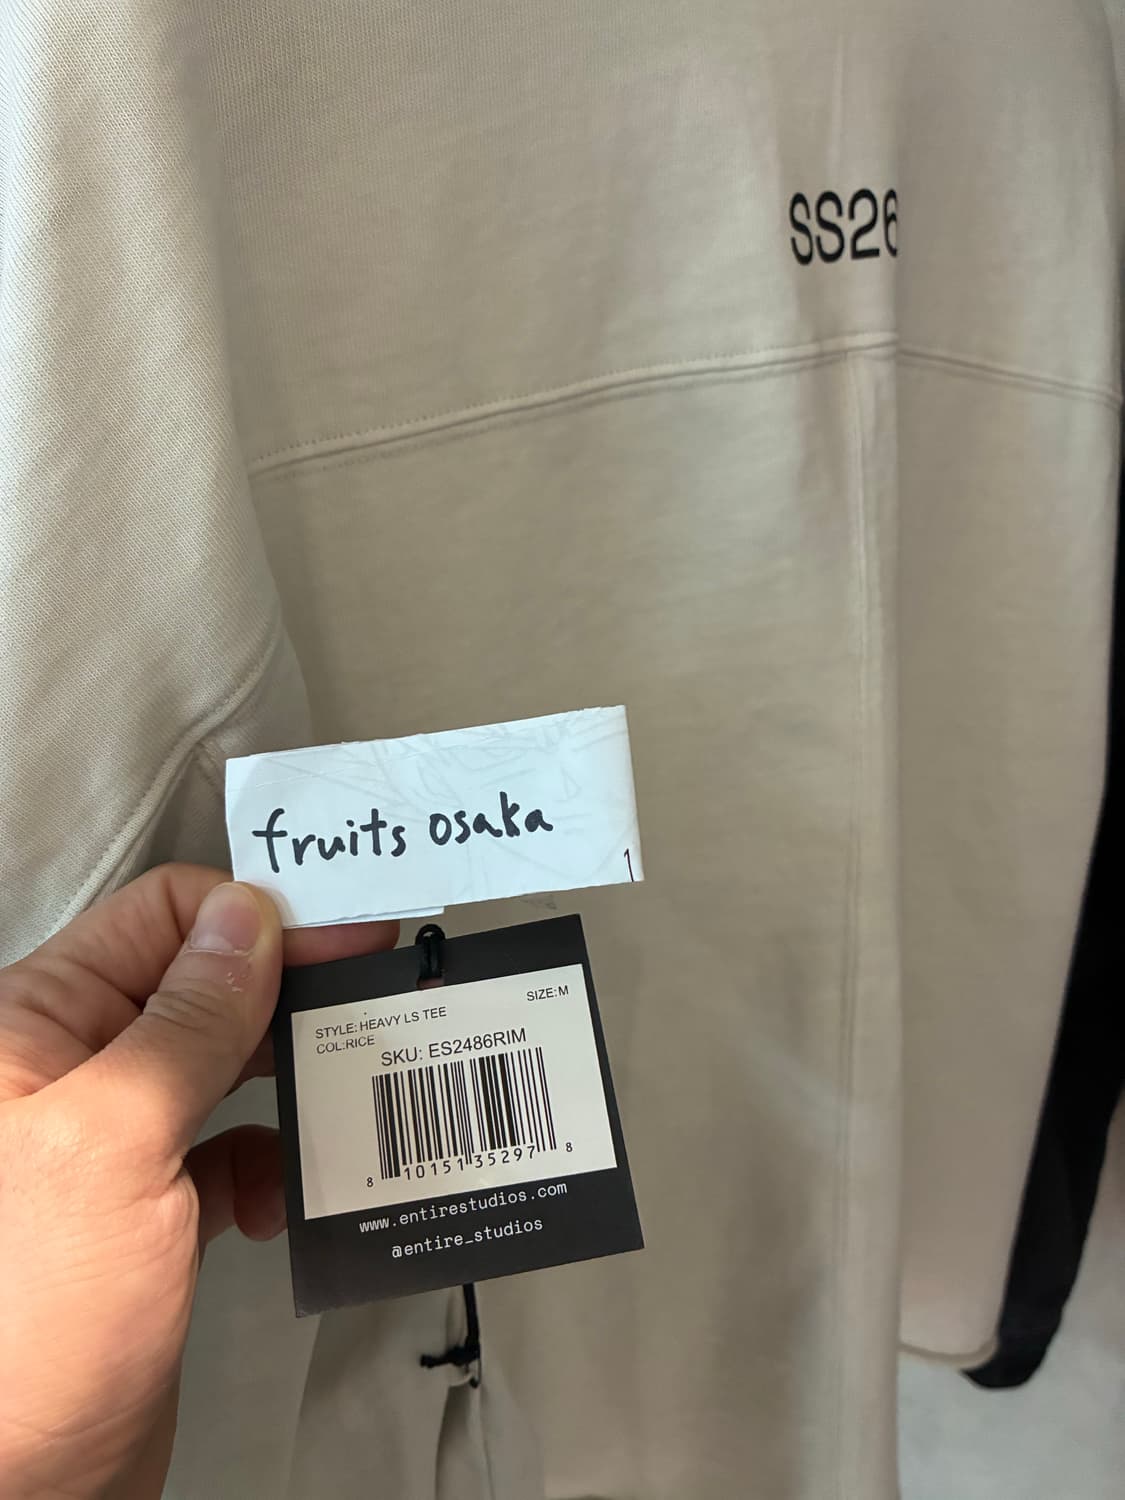 SS26
fruits osaka
1
SIZE:M
STYLE: HEAVY LS TEE
COL:RICE
SKU: ES2486RIM
8 10151 35297 8
www.entirestudios.com
@entire_studios